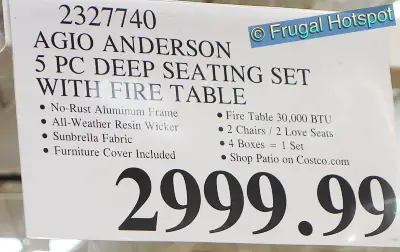 2327740
© Frugal Hotspot
AGIO ANDERSON
5 PC DEEP SEATING SET
WITH FIRE TABLE
• No-Rust Aluminum Frame
• All-Weather Resin Wicker
• Sunbrella Fabric
• Furniture Cover Included
• Fire Table 30,000 BTU
• 2 Chairs / 2 Love Seats
• 4 Boxes = 1 Set
• Shop Patio on Costco.com
2999.99